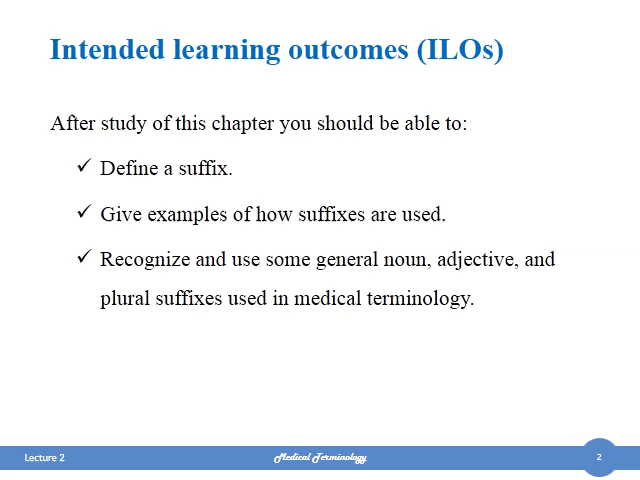 Intended learning outcomes (ILOs)
After study of this chapter you should be able to:
✓ Define a suffix.
✓ Give examples of how suffixes are used.
✓ Recognize and use some general noun, adjective, and
plural suffixes used in medical terminology.
Lecture 2
Medical Terminology
2